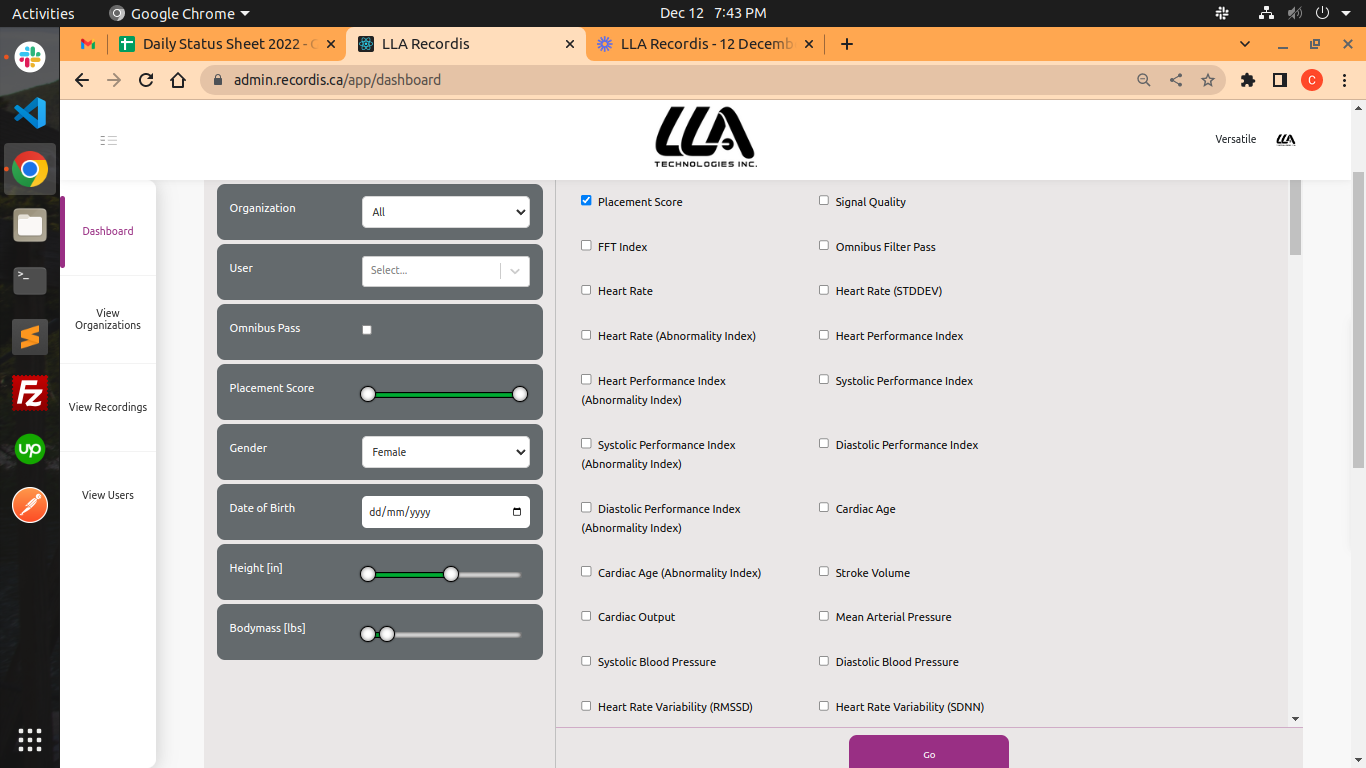 Activities
Google Chrome
Dec 12 7:43 PM
Daily Status Sheet 2022 - 
LLA Recordis
LLA Recordis - 12 Decemb
admin.recordis.ca/app/dashboard
C
LLA
TECHNOLOGIES INC.
Versatile
LLA
Dashboard
View
Organizations
View Recordings
View Users
Organization
All
User
Select...
Omnibus Pass
Placement Score
Gender
Female
Date of Birth
dd/mm/yyyy
Height [in]
Bodymass [lbs]
Placement Score
Signal Quality
FFT Index
Omnibus Filter Pass
Heart Rate
Heart Rate (STDDEV)
Heart Rate (Abnormality Index)
Heart Performance Index
Heart Performance Index
(Abnormality Index)
Systolic Performance Index
Systolic Performance Index
(Abnormality Index)
Diastolic Performance Index
Diastolic Performance Index
(Abnormality Index)
Cardiac Age
Cardiac Age (Abnormality Index)
Stroke Volume
Cardiac Output
Mean Arterial Pressure
Systolic Blood Pressure
Diastolic Blood Pressure
Heart Rate Variability (RMSSD)
Heart Rate Variability (SDNN)
Go
>_
Fz
up